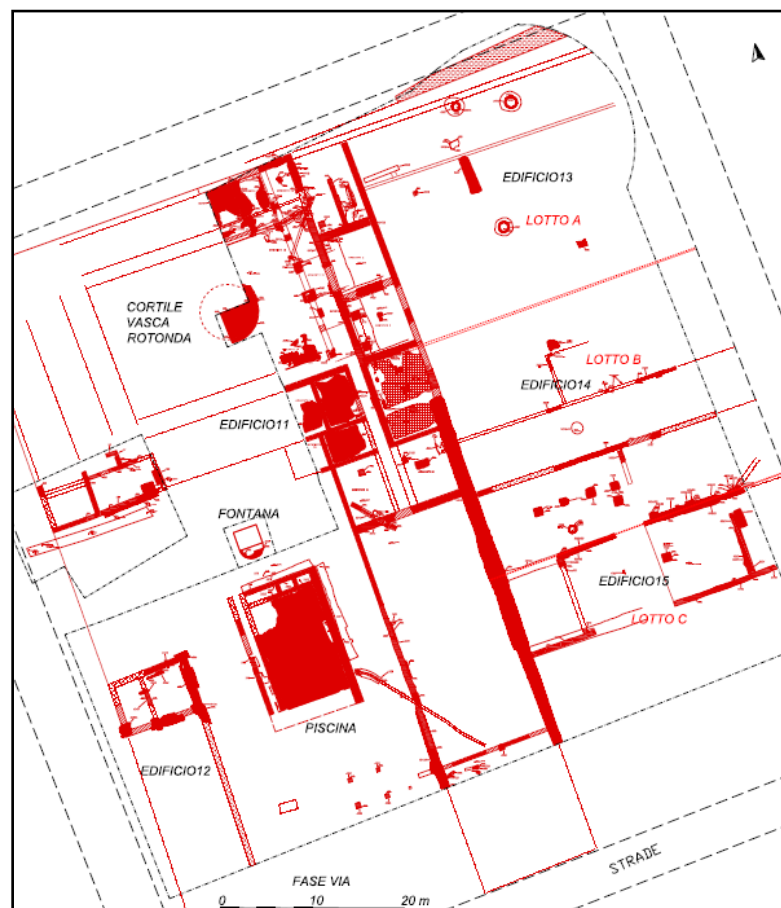 EDIFICIO13
LOTTO A
CORTILE
VASCA
ROTONDA
LOTTO B
EDIFICIO14
EDIFICIO11
FONTANA
EDIFICIO15
LOTTO C
PISCINA
EDIFICIO12
STRADE
FASE VIA
0 10 20 m